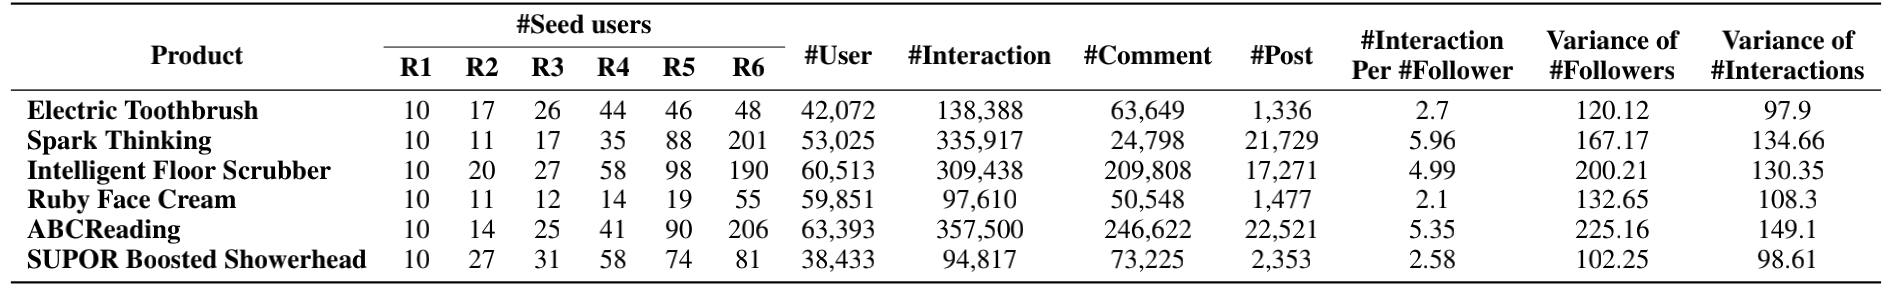 Product #Seed users #User #Interaction #Comment #Post #Interaction Per #Follower Variance of #Followers Variance of #Interactions
R1 R2 R3 R4 R5 R6
Electric Toothbrush 10 17 26 44 46 48 42,072 138,388 63,649 1,336 2.7 120.12 97.9
Spark Thinking 10 11 17 35 88 201 53,025 335,917 24,798 21,729 5.96 167.17 134.66
Intelligent Floor Scrubber 10 20 27 58 98 190 60,513 309,438 209,808 17,271 4.99 200.21 130.35
Ruby Face Cream 10 11 12 14 19 55 59,851 97,610 50,548 1,477 2.1 132.65 108.3
ABCReading 10 14 25 41 90 206 63,393 357,500 246,622 22,521 5.35 225.16 149.1
SUPOR Boosted Showerhead 10 27 31 58 74 81 38,433 94,817 73,225 2,353 2.58 102.25 98.61